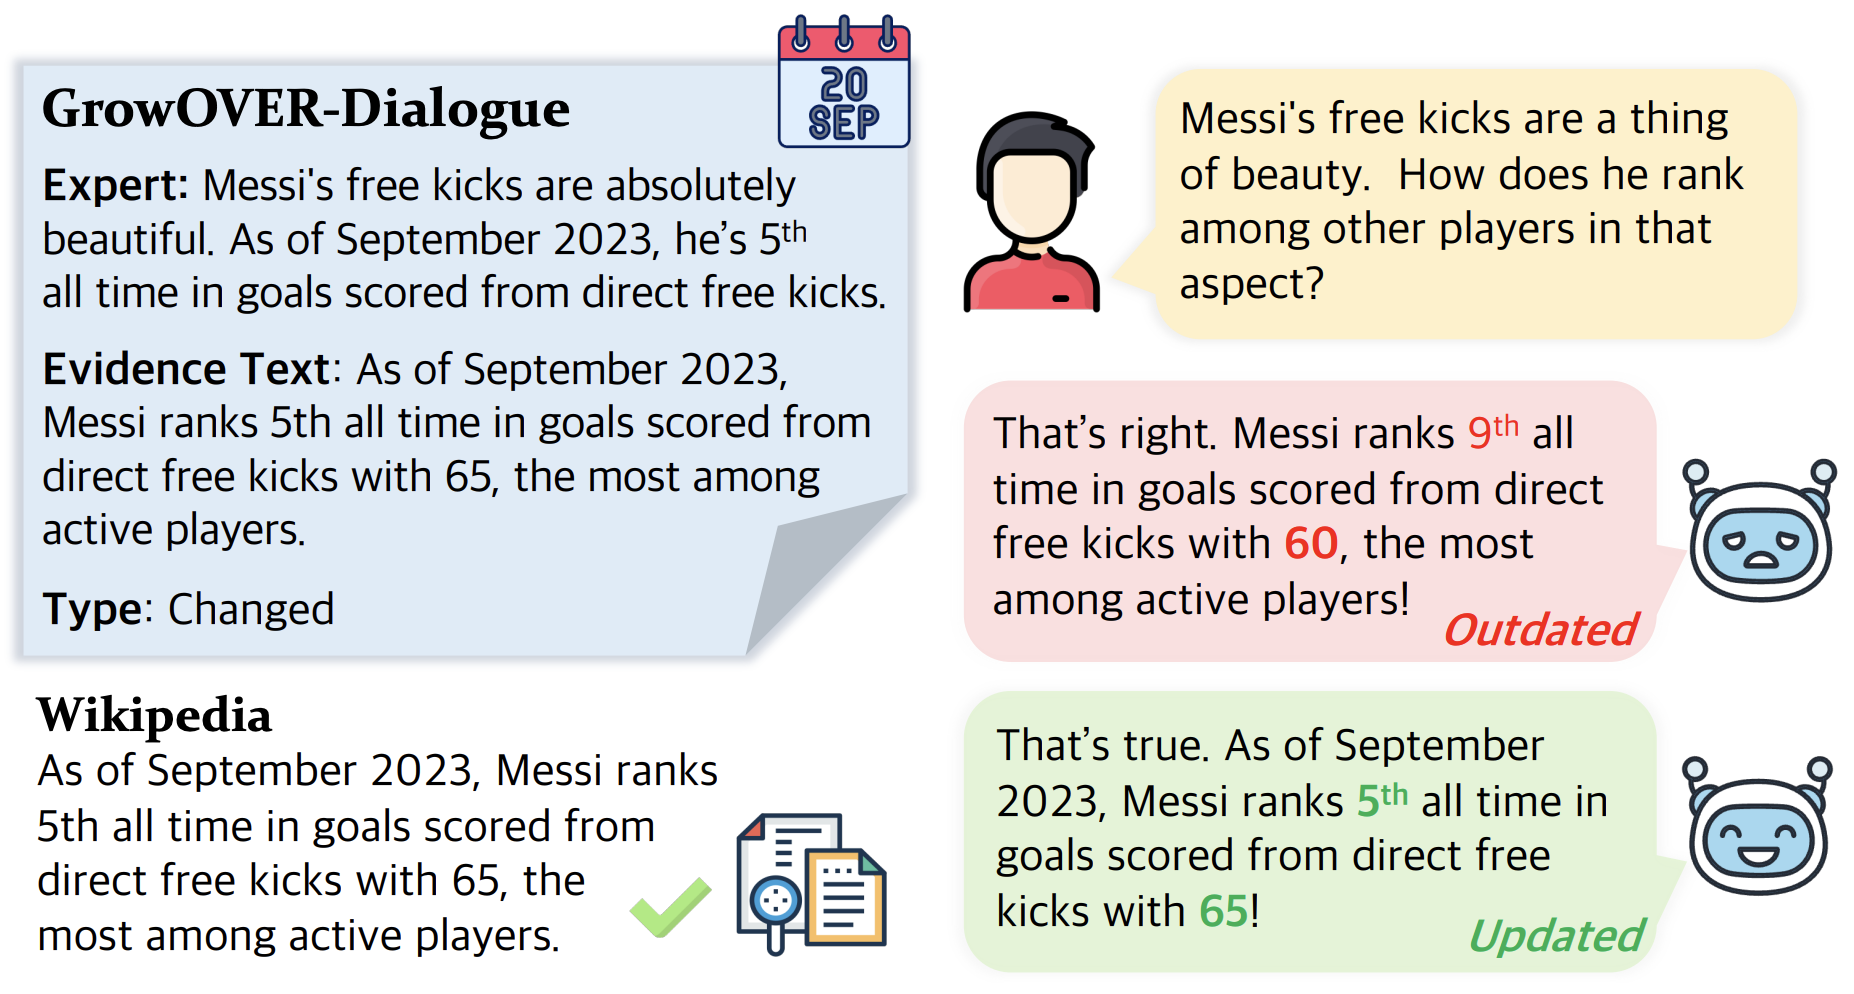 GrowOVER-Dialogue
20
SEP
Expert: Messi's free kicks are absolutely
beautiful. As of September 2023, he's 5th
all time in goals scored from direct free kicks.
Evidence Text: As of September 2023,
Messi ranks 5th all time in goals scored from
direct free kicks with 65, the most among
active players.
Type: Changed
Wikipedia
As of September 2023, Messi ranks
5th all time in goals scored from
direct free kicks with 65, the
most among active players.
Messi's free kicks are a thing
of beauty.  How does he rank
among other players in that
aspect?
That's right. Messi ranks 9th all
time in goals scored from direct
free kicks with 60, the most
among active players!
Outdated
That's true. As of September
2023, Messi ranks 5th all time in
goals scored from direct free
kicks with 65!
Updated